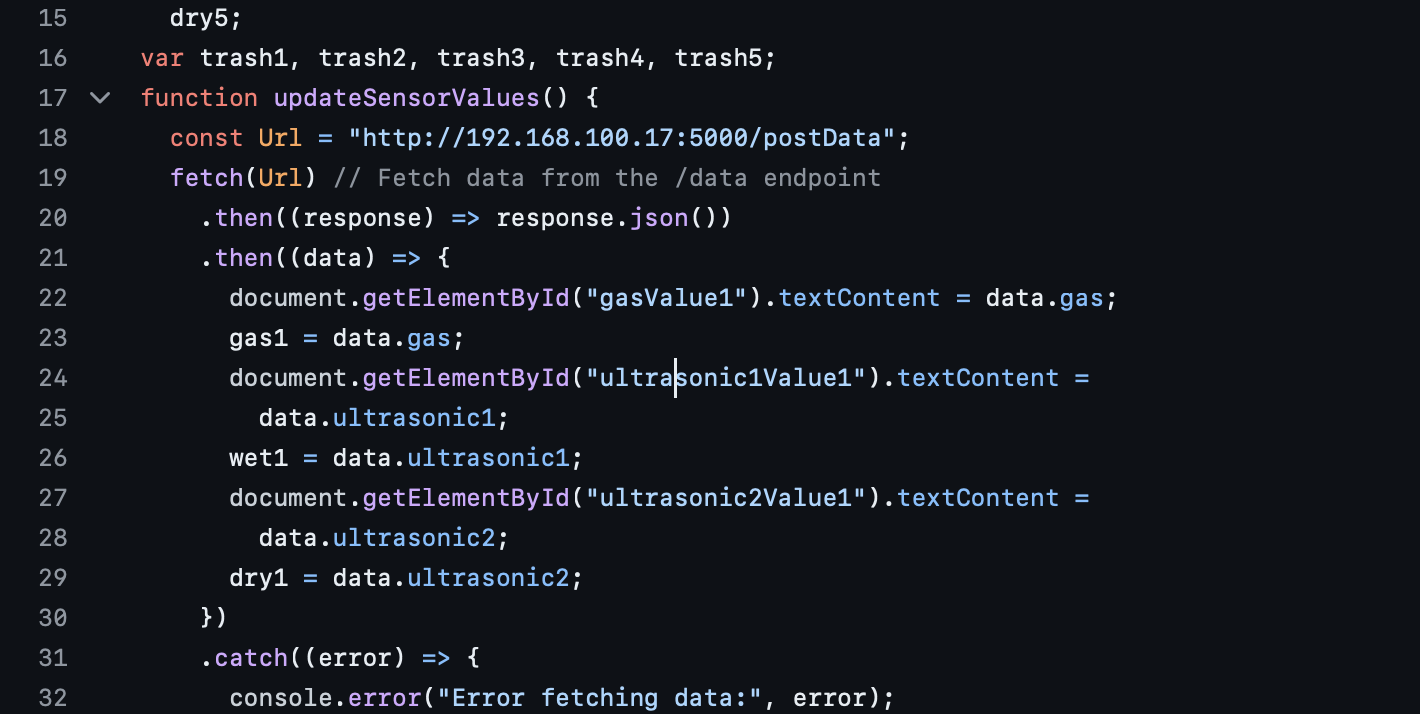 15 dry5;
16 var trash1, trash2, trash3, trash4, trash5;
17 function updateSensorValues() {
18 const Url = "http://192.168.100.17:5000/postData";
19 fetch(Url) // Fetch data from the /data endpoint
20 .then((response) => response.json())
21 .then((data) => {
22 document.getElementById("gasValue1").textContent = data.gas;
23 gas1 = data.gas;
24 document.getElementById("ultrasonic1Value1").textContent =
25 data.ultrasonic1;
26 wet1 = data.ultrasonic1;
27 document.getElementById("ultrasonic2Value1").textContent =
28 data.ultrasonic2;
29 dry1 = data.ultrasonic2;
30 })
31 .catch((error) => {
32 console.error("Error fetching data:", error);